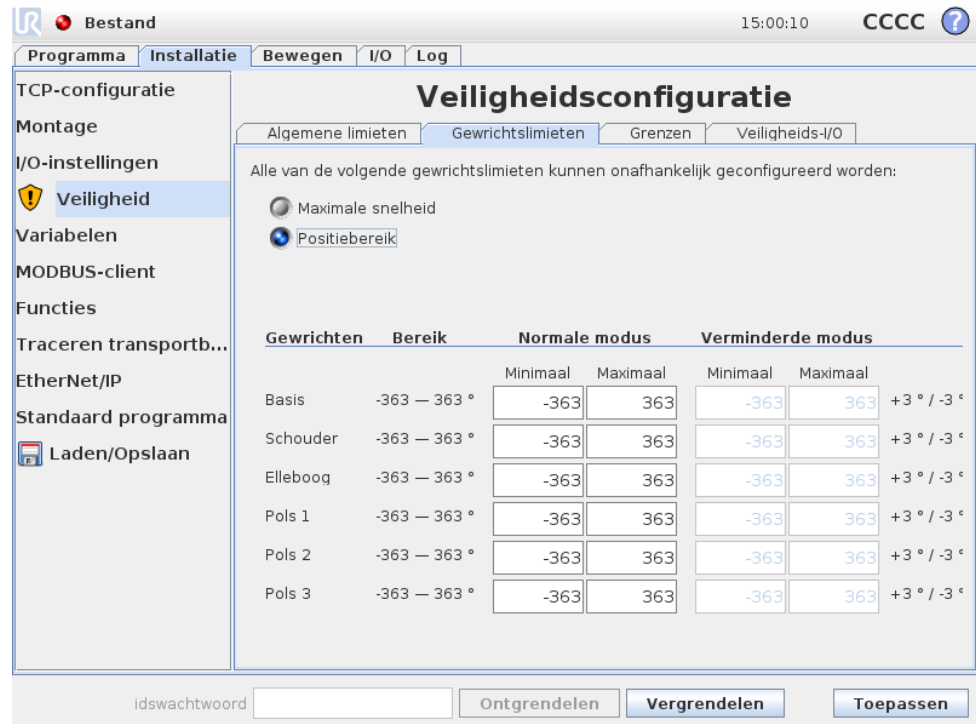 UR Bestand 15:00:10 CCCC ?
Programma Installatie Bewegen I/O Log
TCP-configuratie
Montage
I/O-instellingen
Veiligheid
Variabelen
MODBUS-client
Functies
Traceren transportb...
EtherNet/IP
Standaard programma
Laden/Opslaan
Veiligheidsconfiguratie
Algemene limieten Gewrichtslimieten Grenzen Veiligheids-I/O
Alle van de volgende gewrichtslimieten kunnen onafhankelijk geconfigureerd worden:
Maximale snelheid
Positiebereik
Gewrichten Bereik Normale modus Verminderde modus
Minimaal Maximaal Minimaal Maximaal
Basis -363 — 363 ° -363 363 -363 363 +3 ° / -3 °
Schouder -363 — 363 ° -363 363 -363 363 +3 ° / -3 °
Elleboog -363 — 363 ° -363 363 -363 363 +3 ° / -3 °
Pols 1 -363 — 363 ° -363 363 -363 363 +3 ° / -3 °
Pols 2 -363 — 363 ° -363 363 -363 363 +3 ° / -3 °
Pols 3 -363 — 363 ° -363 363 -363 363 +3 ° / -3 °
idswachtwoord Ontgrendelen Vergrendelen Toepassen